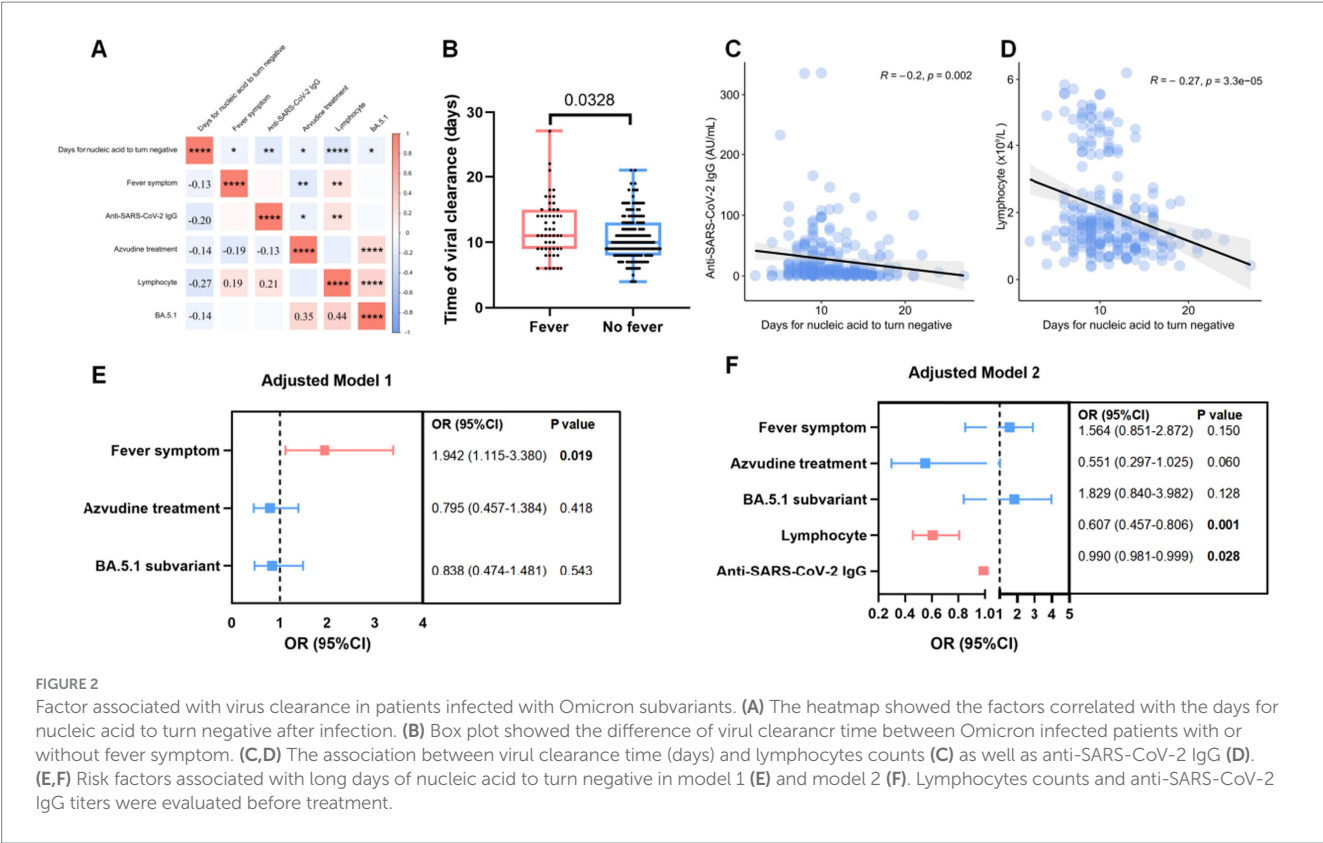 A
Days for nucleic acid to turn negative
Fever symptom
Anti-SARS-CoV-2 IgG
Azvudine treatment
Lymphocyte
bA.5.1
Days for nucleic acid to turn negative **** * ** * **** *
Fever symptom -0.13 **** ** **
Anti-SARS-CoV-2 IgG -0.20 **** * **
Azvudine treatment -0.14 -0.19 -0.13 **** ****
Lymphocyte -0.27 0.19 0.21 **** ****
BA.5.1 -0.14 0.35 0.44 ****
1
0.8
0.6
0.4
0.2
0
-0.2
-0.4
-0.6
-0.8
-1
B
0.0328
Time of viral clearance (days)
30
20
10
0
Fever No fever
C
R = −0.2, p = 0.002
Anti-SARS-CoV-2 IgG (AU/mL)
300
200
100
0
10 20
Days for nucleic acid to turn negative
D
R = − 0.27, p = 3.3e−05
Lymphocyte (x10⁹/L )
6
4
2
0
10 20
Days for nucleic acid to turn negative
E
Adjusted Model 1
OR (95%CI) P value
Fever symptom 1.942 (1.115-3.380) 0.019
Azvudine treatment 0.795 (0.457-1.384) 0.418
BA.5.1 subvariant 0.838 (0.474-1.481) 0.543
0 1 2 3 4
OR (95%CI)
F
Adjusted Model 2
OR (95%CI) P value
Fever symptom 1.564 (0.851-2.872) 0.150
Azvudine treatment 0.551 (0.297-1.025) 0.060
BA.5.1 subvariant 1.829 (0.840-3.982) 0.128
Lymphocyte 0.607 (0.457-0.806) 0.001
Anti-SARS-CoV-2 IgG 0.990 (0.981-0.999) 0.028
0.2 0.4 0.6 0.8 1.0 1 2 3 4 5
OR (95%CI)
FIGURE 2
Factor associated with virus clearance in patients infected with Omicron subvariants. (A) The heatmap showed the factors correlated with the days for
nucleic acid to turn negative after infection. (B) Box plot showed the difference of virul clearancr time between Omicron infected patients with or
without fever symptom. (C,D) The association between virul clearance time (days) and lymphocytes counts (C) as well as anti-SARS-CoV-2 IgG (D).
(E,F) Risk factors associated with long days of nucleic acid to turn negative in model 1 (E) and model 2 (F). Lymphocytes counts and anti-SARS-CoV-2
IgG titers were evaluated before treatment.